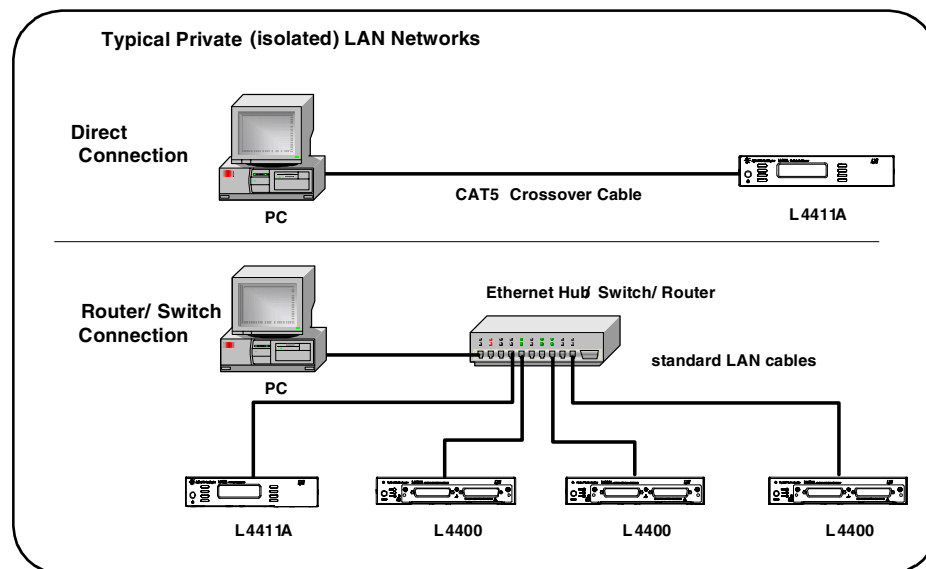 Typical Private (isolated) LAN Networks
Direct
Connection
CAT5 Crossover Cable
PC
L4411A
Ethernet Hub/ Switch/ Router
Router/ Switch
Connection
standard LAN cables
PC
L4411A
L4400
L4400
L4400